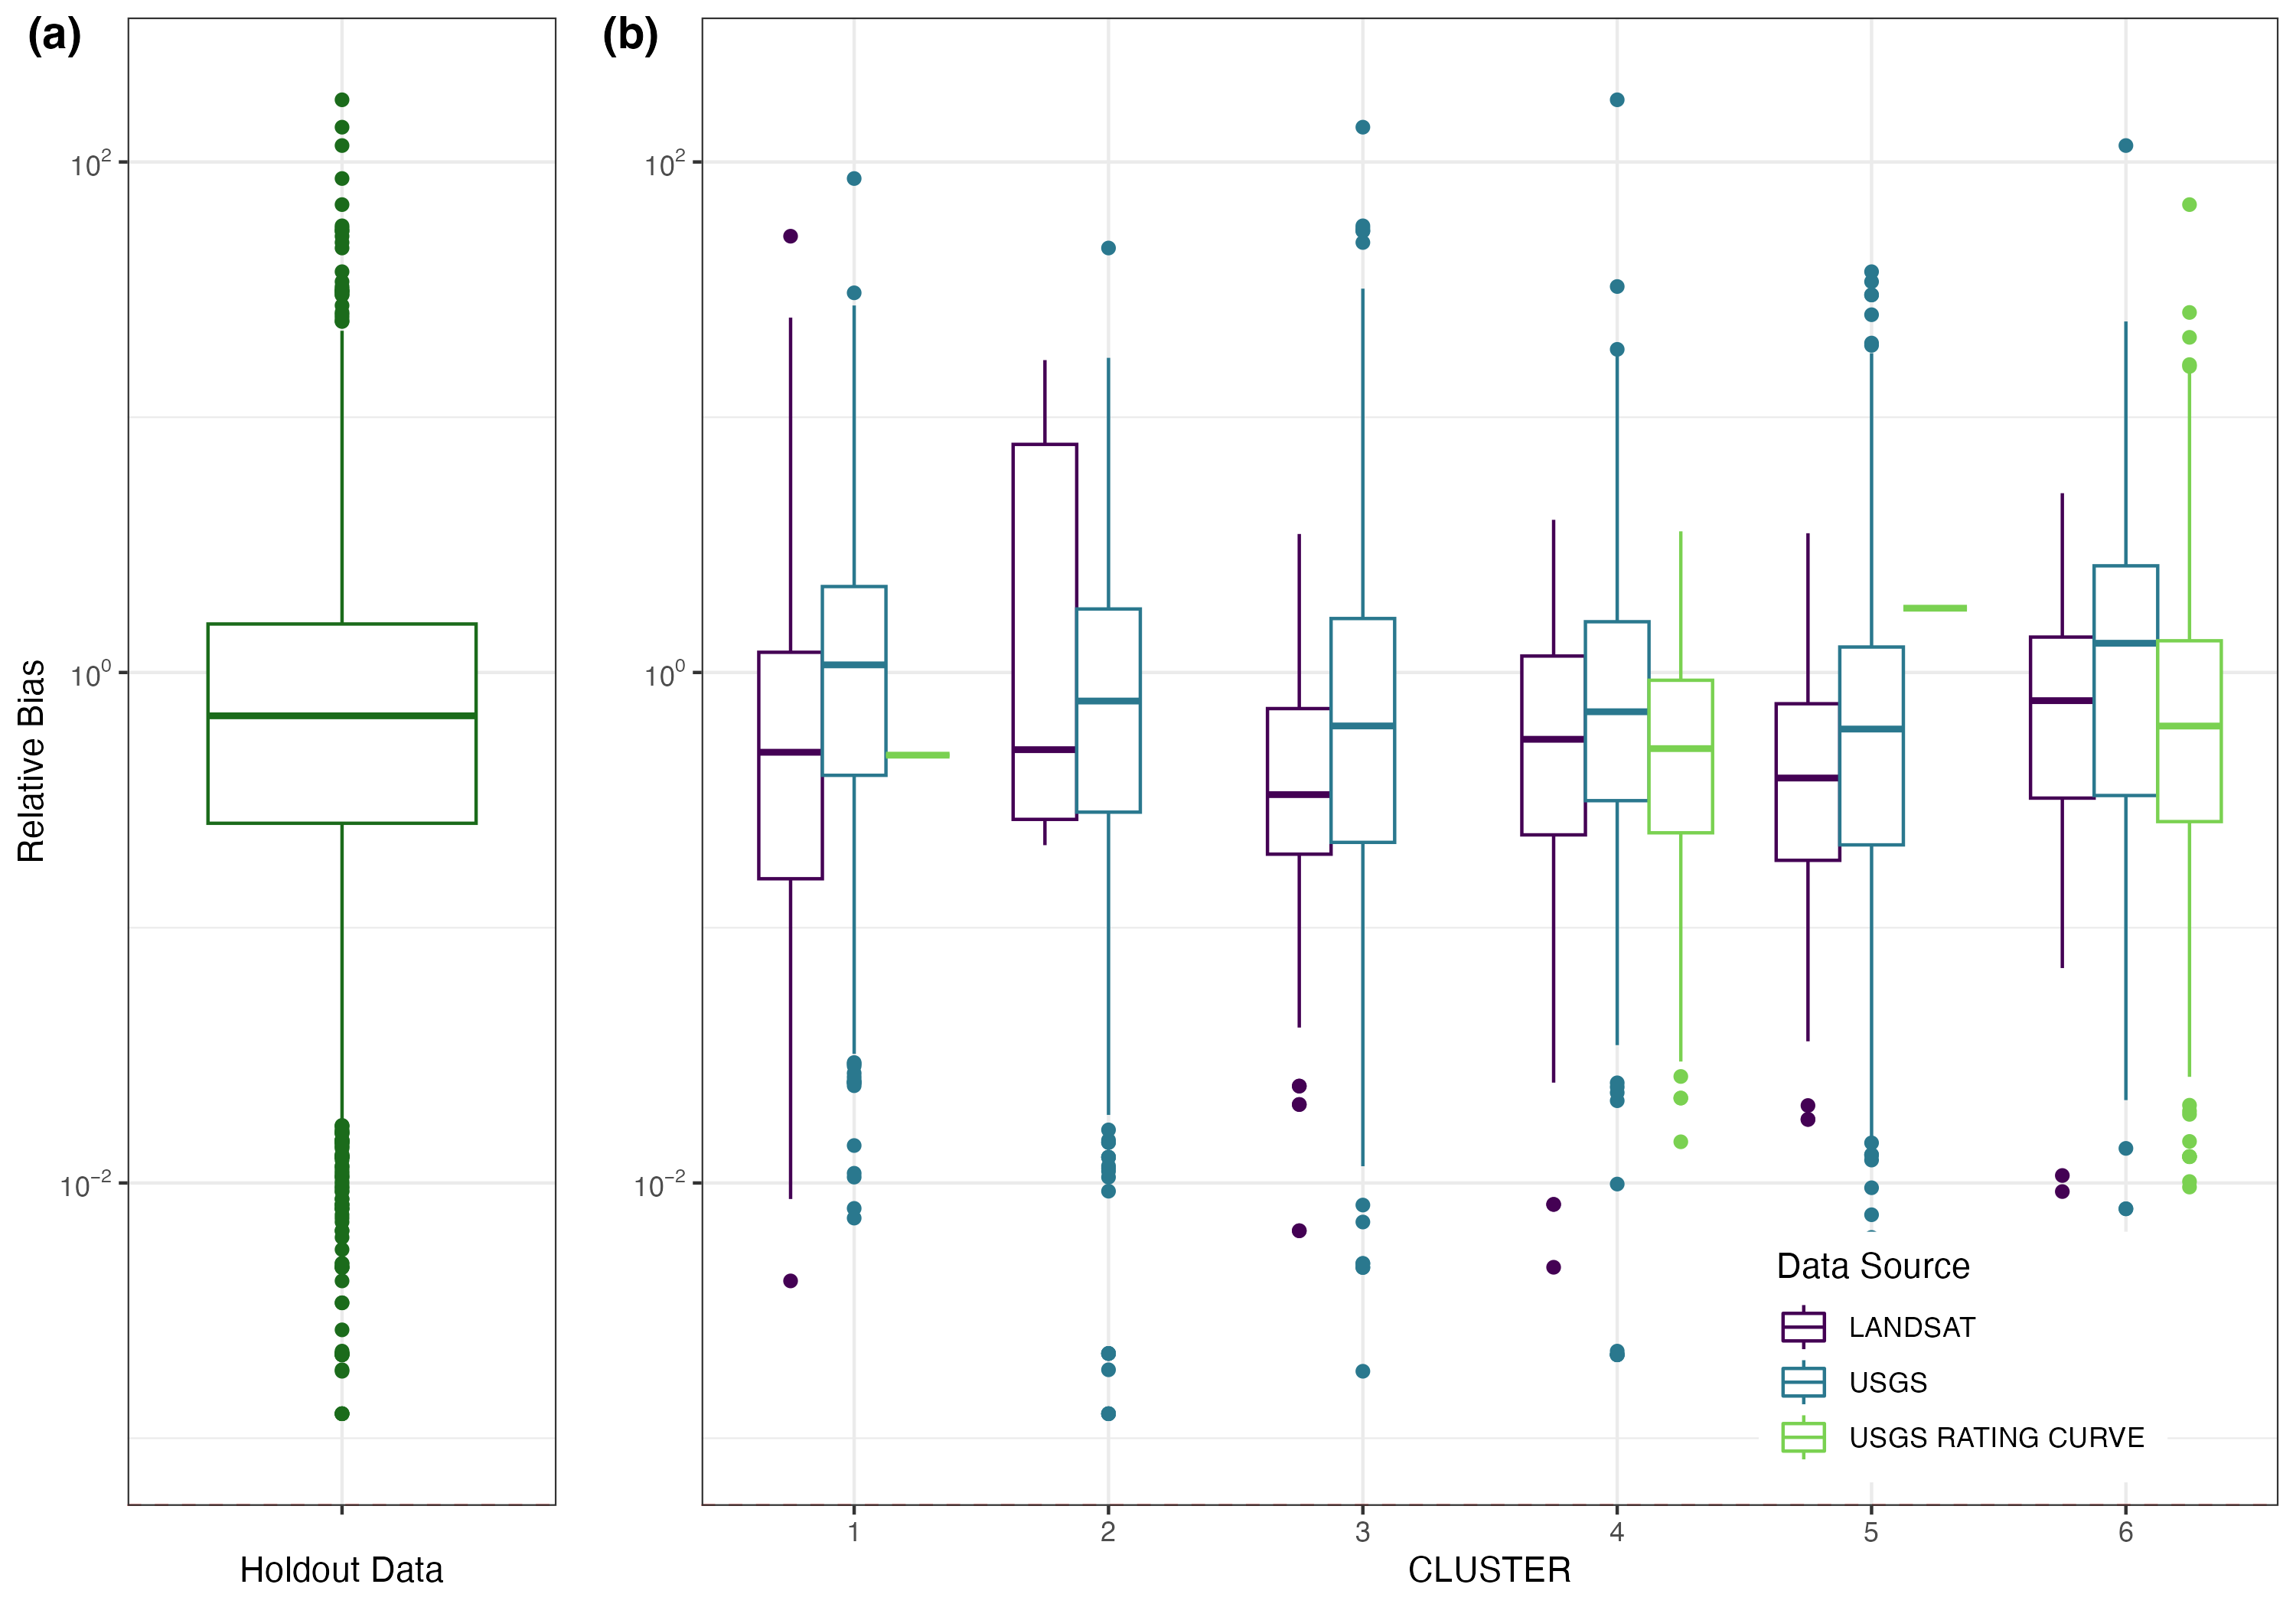 (a)
(b)
10²
10⁰
10⁻²
Relative Bias
Holdout Data
10²
10⁰
10⁻²
1 2 3 4 5 6
CLUSTER
Data Source
LANDSAT
USGS
USGS RATING CURVE